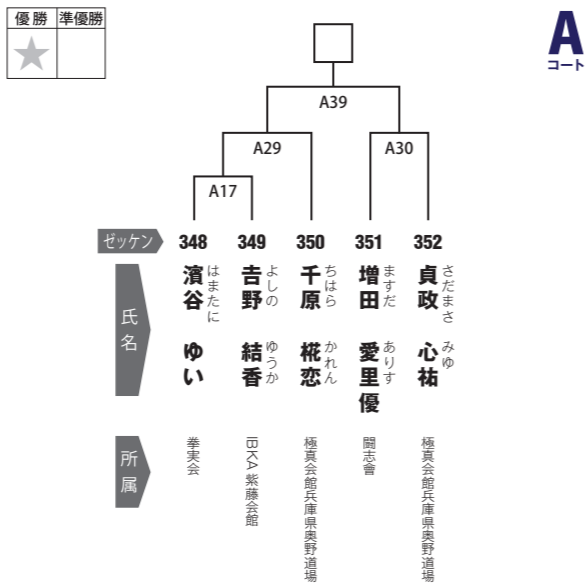 優勝 準優勝
A
コート
A39
A29
A30
A17
ゼッケン 348 349 350 351 352
氏名
濵谷 ゆい
はまたに
𠮷野 結香
よしの ゆうか
千原 椛恋
ちはら かれん
増田 愛里優
ますだ ありす
貞政 心祐
さだまさ みゆ
所属
拳実会
IBKA 紫藤会館
極真会館兵庫県奥野道場
闘志會
極真会館兵庫県奥野道場